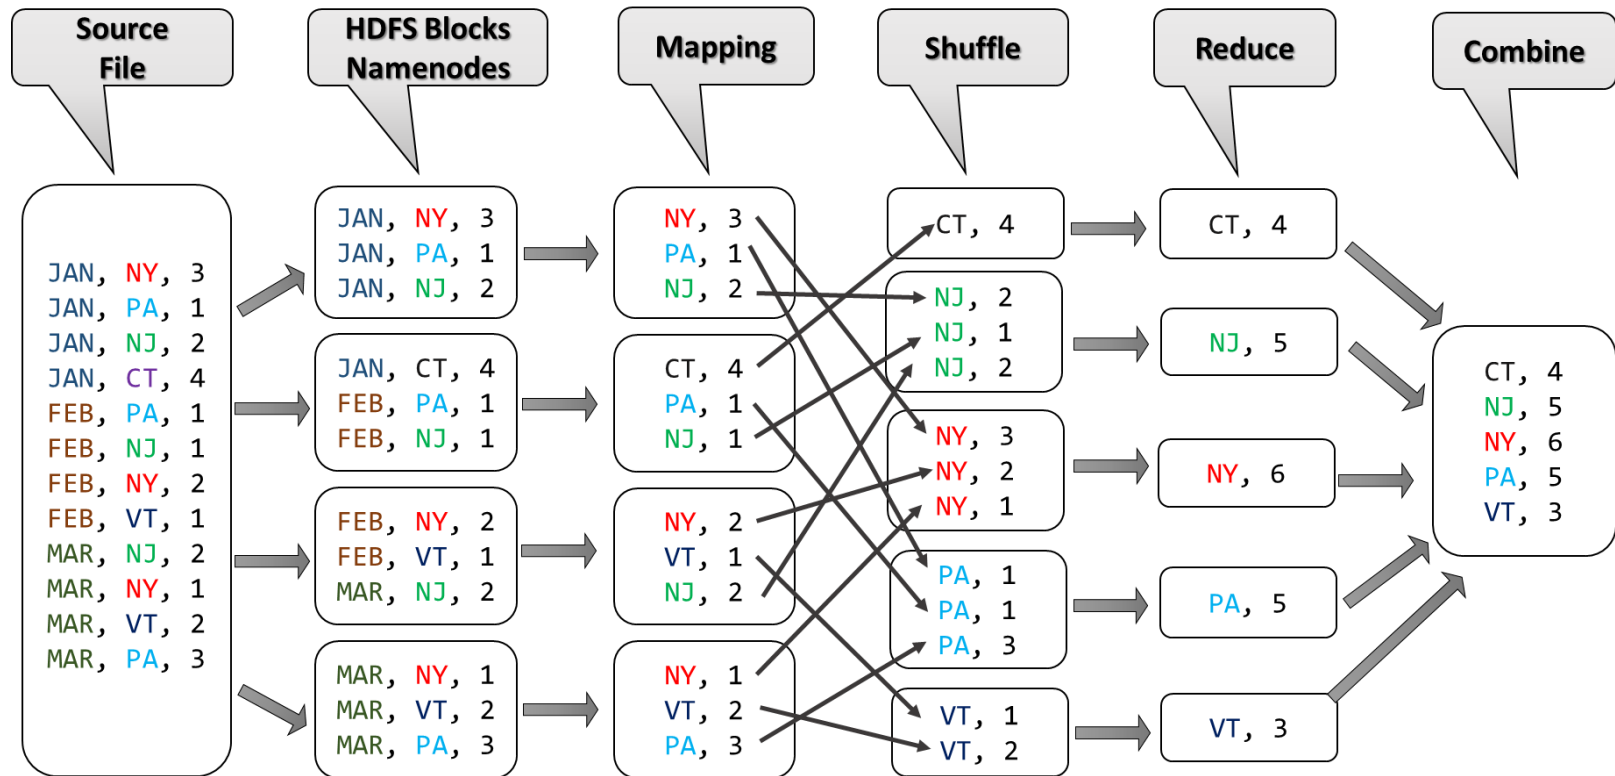 Source
File
HDFS Blocks
Namenodes
Mapping
Shuffle
Reduce
Combine
JAN, NY, 3
JAN, PA, 1
JAN, NJ, 2
JAN, CT, 4
FEB, PA, 1
FEB, NJ, 1
FEB, NY, 2
FEB, VT, 1
MAR, NJ, 2
MAR, NY, 1
MAR, VT, 2
MAR, PA, 3
JAN, NY, 3
JAN, PA, 1
JAN, NJ, 2
JAN, CT, 4
FEB, PA, 1
FEB, NJ, 1
FEB, NY, 2
FEB, VT, 1
MAR, NJ, 2
MAR, NY, 1
MAR, VT, 2
MAR, PA, 3
NY, 3
PA, 1
NJ, 2
CT, 4
PA, 1
NJ, 1
NY, 2
VT, 1
NJ, 2
NY, 1
VT, 2
PA, 3
CT, 4
NJ, 2
NJ, 1
NJ, 2
NY, 3
NY, 2
NY, 1
PA, 1
PA, 1
PA, 3
VT, 1
VT, 2
CT, 4
NJ, 5
NY, 6
PA, 5
VT, 3
CT, 4
NJ, 5
NY, 6
PA, 5
VT, 3